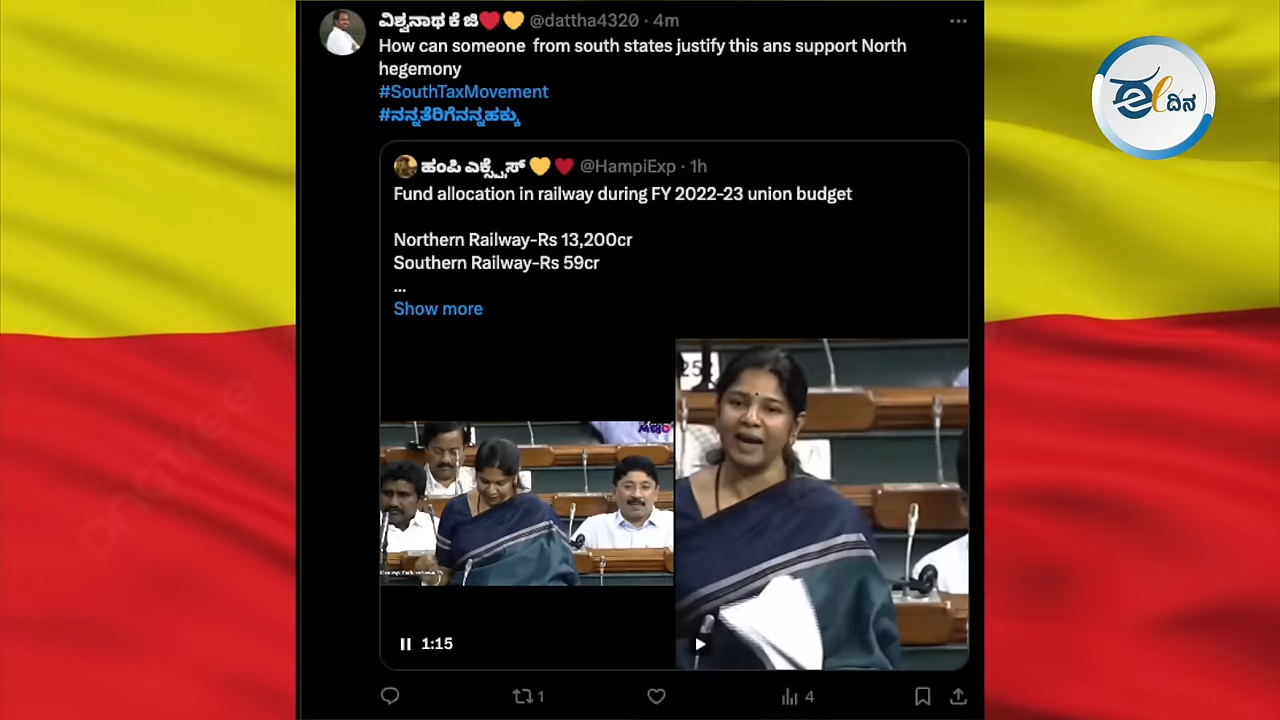 ವಿಶ್ವನಾಥ ಕೆ ಜಿ❤️💛 @dattha4320 · 4m
How can someone from south states justify this ans support North
hegemony
#SouthTaxMovement
#ನನ್ನತೆರಿಗೆನನ್ನಹಕ್ಕು
ಹಂಪಿ ಎಕ್ಸ್ಪ್ರೆಸ್ 💛❤️ @HampiExp · 1h
Fund allocation in railway during FY 2022-23 union budget
Northern Railway-Rs 13,200cr
Southern Railway-Rs 59cr
...
Show more
252
1:15
1
4
ಈದಿನ